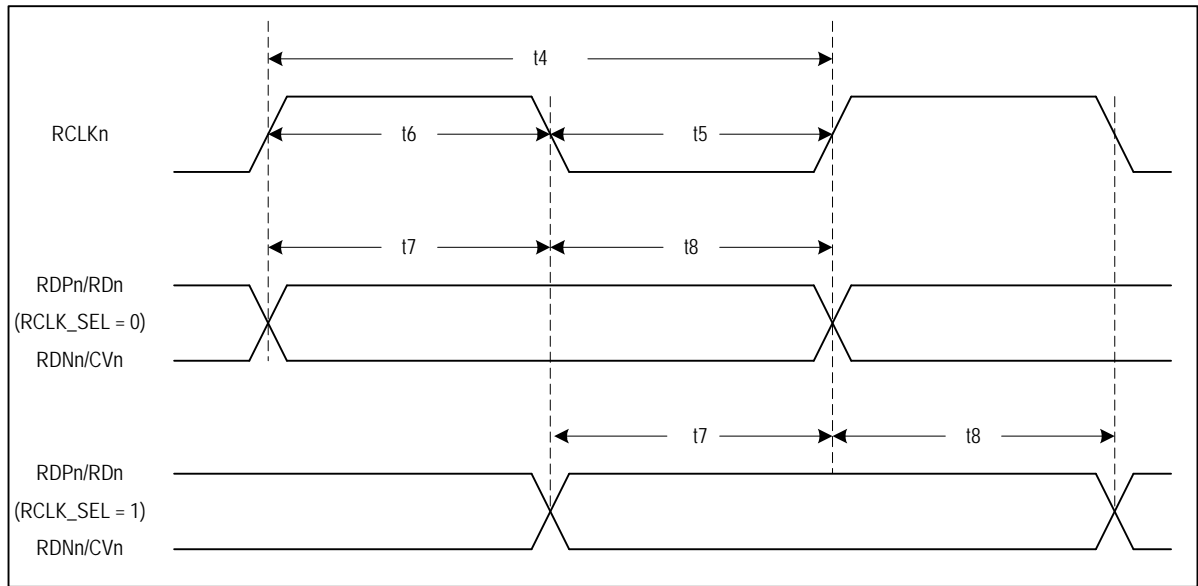 t4
RCLKn
t6
t5
t7
t8
RDPn/RDn
(RCLK_SEL = 0)
RDNn/CVn
t7
t8
RDPn/RDn
(RCLK_SEL = 1)
RDNn/CVn